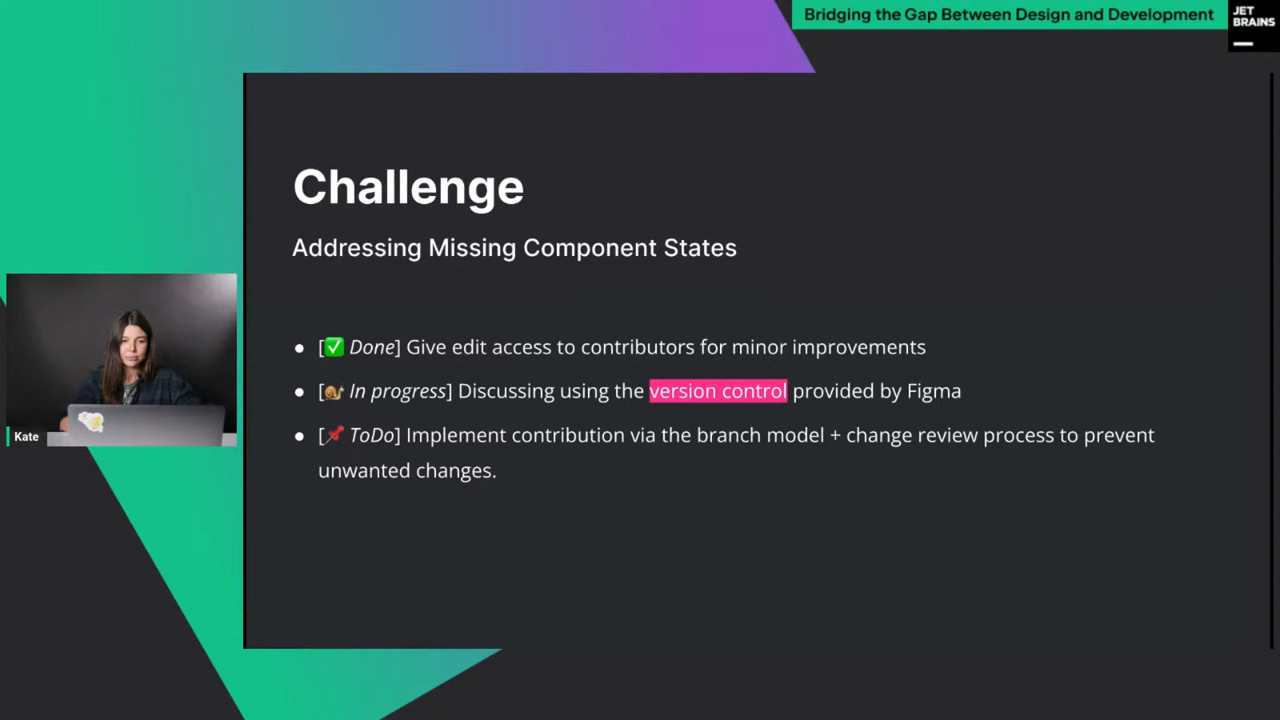 Bridging the Gap Between Design and Development
JET
BRAINS
Challenge
Addressing Missing Component States
● [✅ Done] Give edit access to contributors for minor improvements
● [🐌 In progress] Discussing using the version control provided by Figma
● [📌 ToDo] Implement contribution via the branch model + change review process to prevent
unwanted changes.
Kate